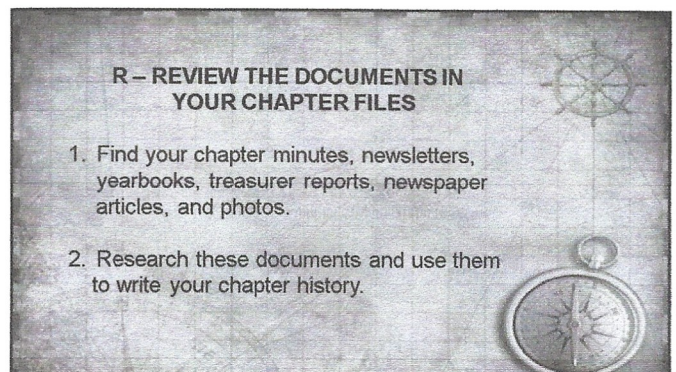 R – REVIEW THE DOCUMENTS IN
YOUR CHAPTER FILES
1. Find your chapter minutes, newsletters,
yearbooks, treasurer reports, newspaper
articles, and photos.
2. Research these documents and use them
to write your chapter history.